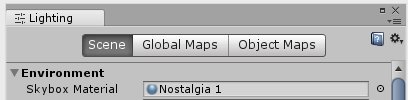 Lighting
Scene Global Maps Object Maps
Environment
Skybox Material Nostalgia 1